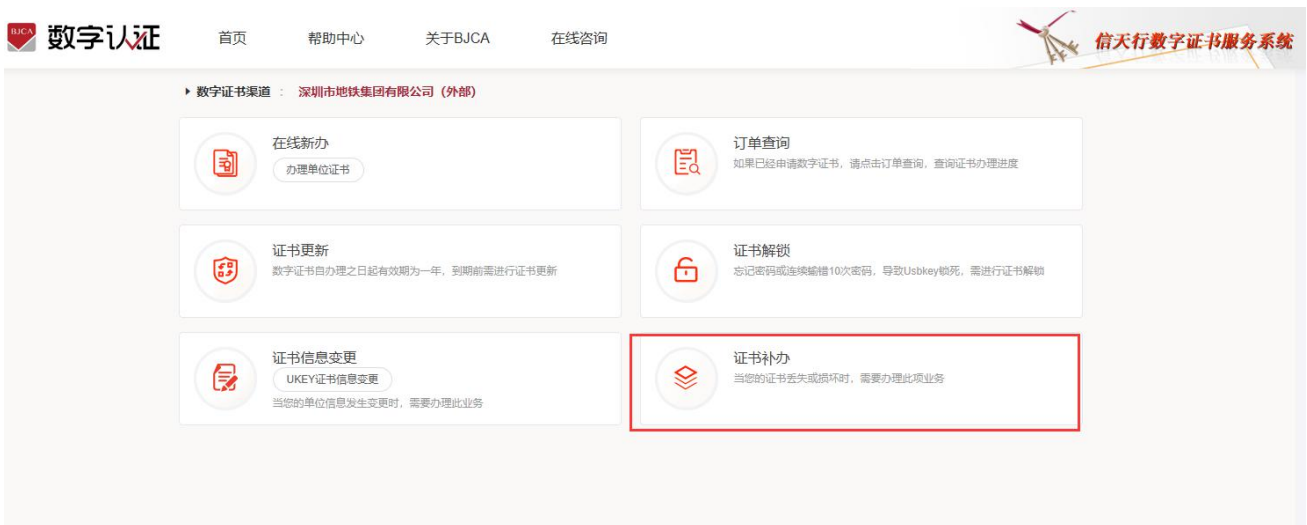 BJCA 数字认证 首页 帮助中心 关于BJCA 在线咨询 信天行数字证书服务系统
数字证书渠道 : 深圳市地铁集团有限公司（外部）
在线新办
办理单位证书
订单查询
如果已经申请数字证书，请点击订单查询，查询证书办理进度
证书更新
数字证书自办理之日起有效期为一年，到期前需进行证书更新
证书解锁
忘记密码或连续输错10次密码，导致Usbkey锁死，需进行证书解锁
证书信息变更
UKEY证书信息变更
当您的单位信息发生变更时，需要办理此业务
证书补办
当您的证书丢失或损坏时，需要办理此项业务